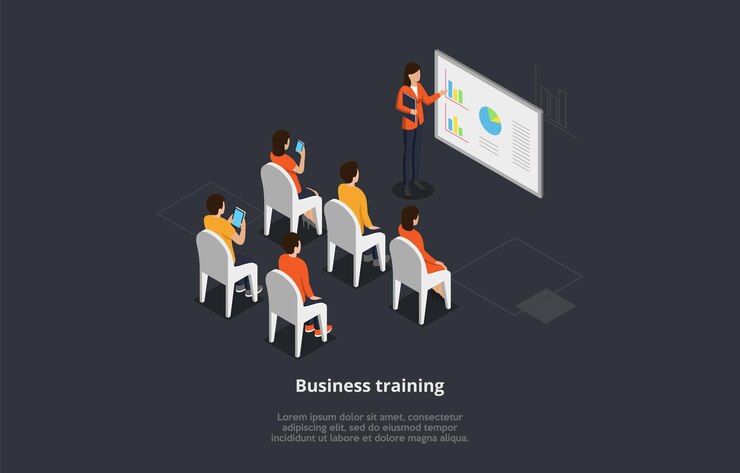 Business training
Lorem ipsum dolor sit amet, consectetur
adipiscing elit, sed do eiusmod tempor
incididunt ut labore et dolore magna aliqua.